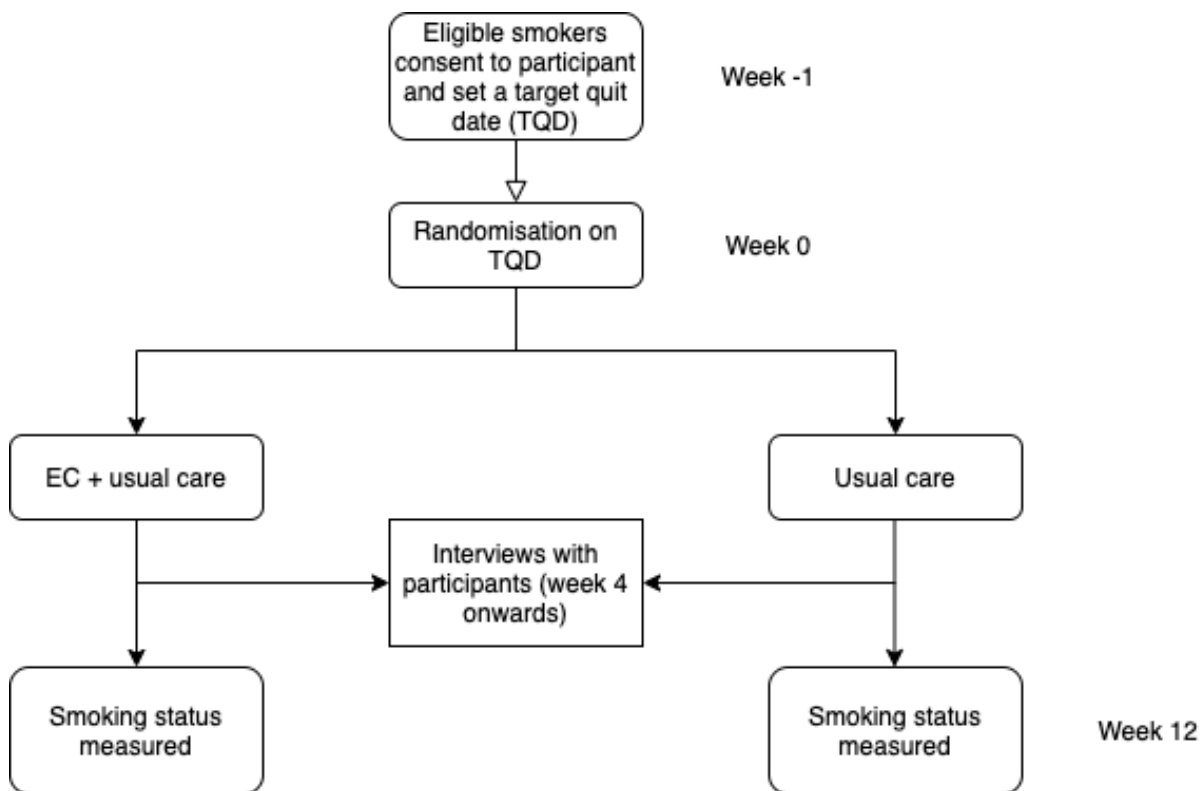 Eligible smokers
consent to participant
and set a target quit
date (TQD)
Week -1
Randomisation on
TQD
Week 0
EC + usual care
Usual care
Interviews with
participants (week 4
onwards)
Smoking status
measured
Smoking status
measured
Week 12